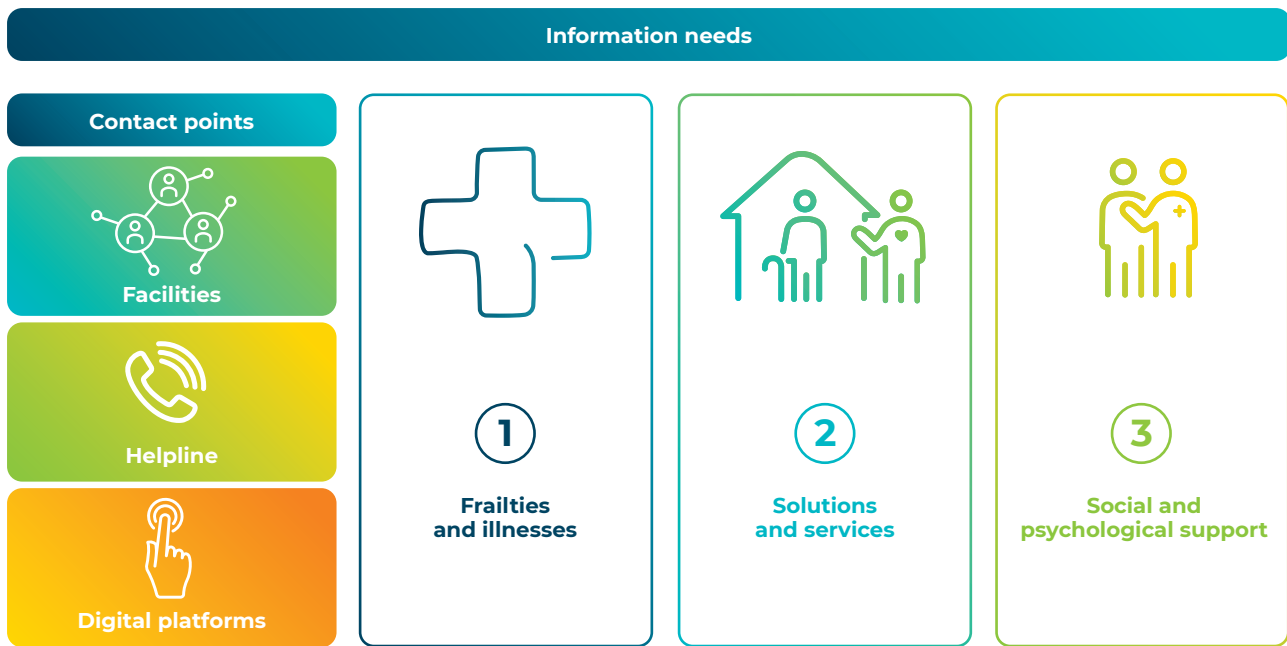 Information needs
Contact points
Facilities
Helpline
Digital platforms
1
Frailties
and illnesses
2
Solutions
and services
3
Social and
psychological support